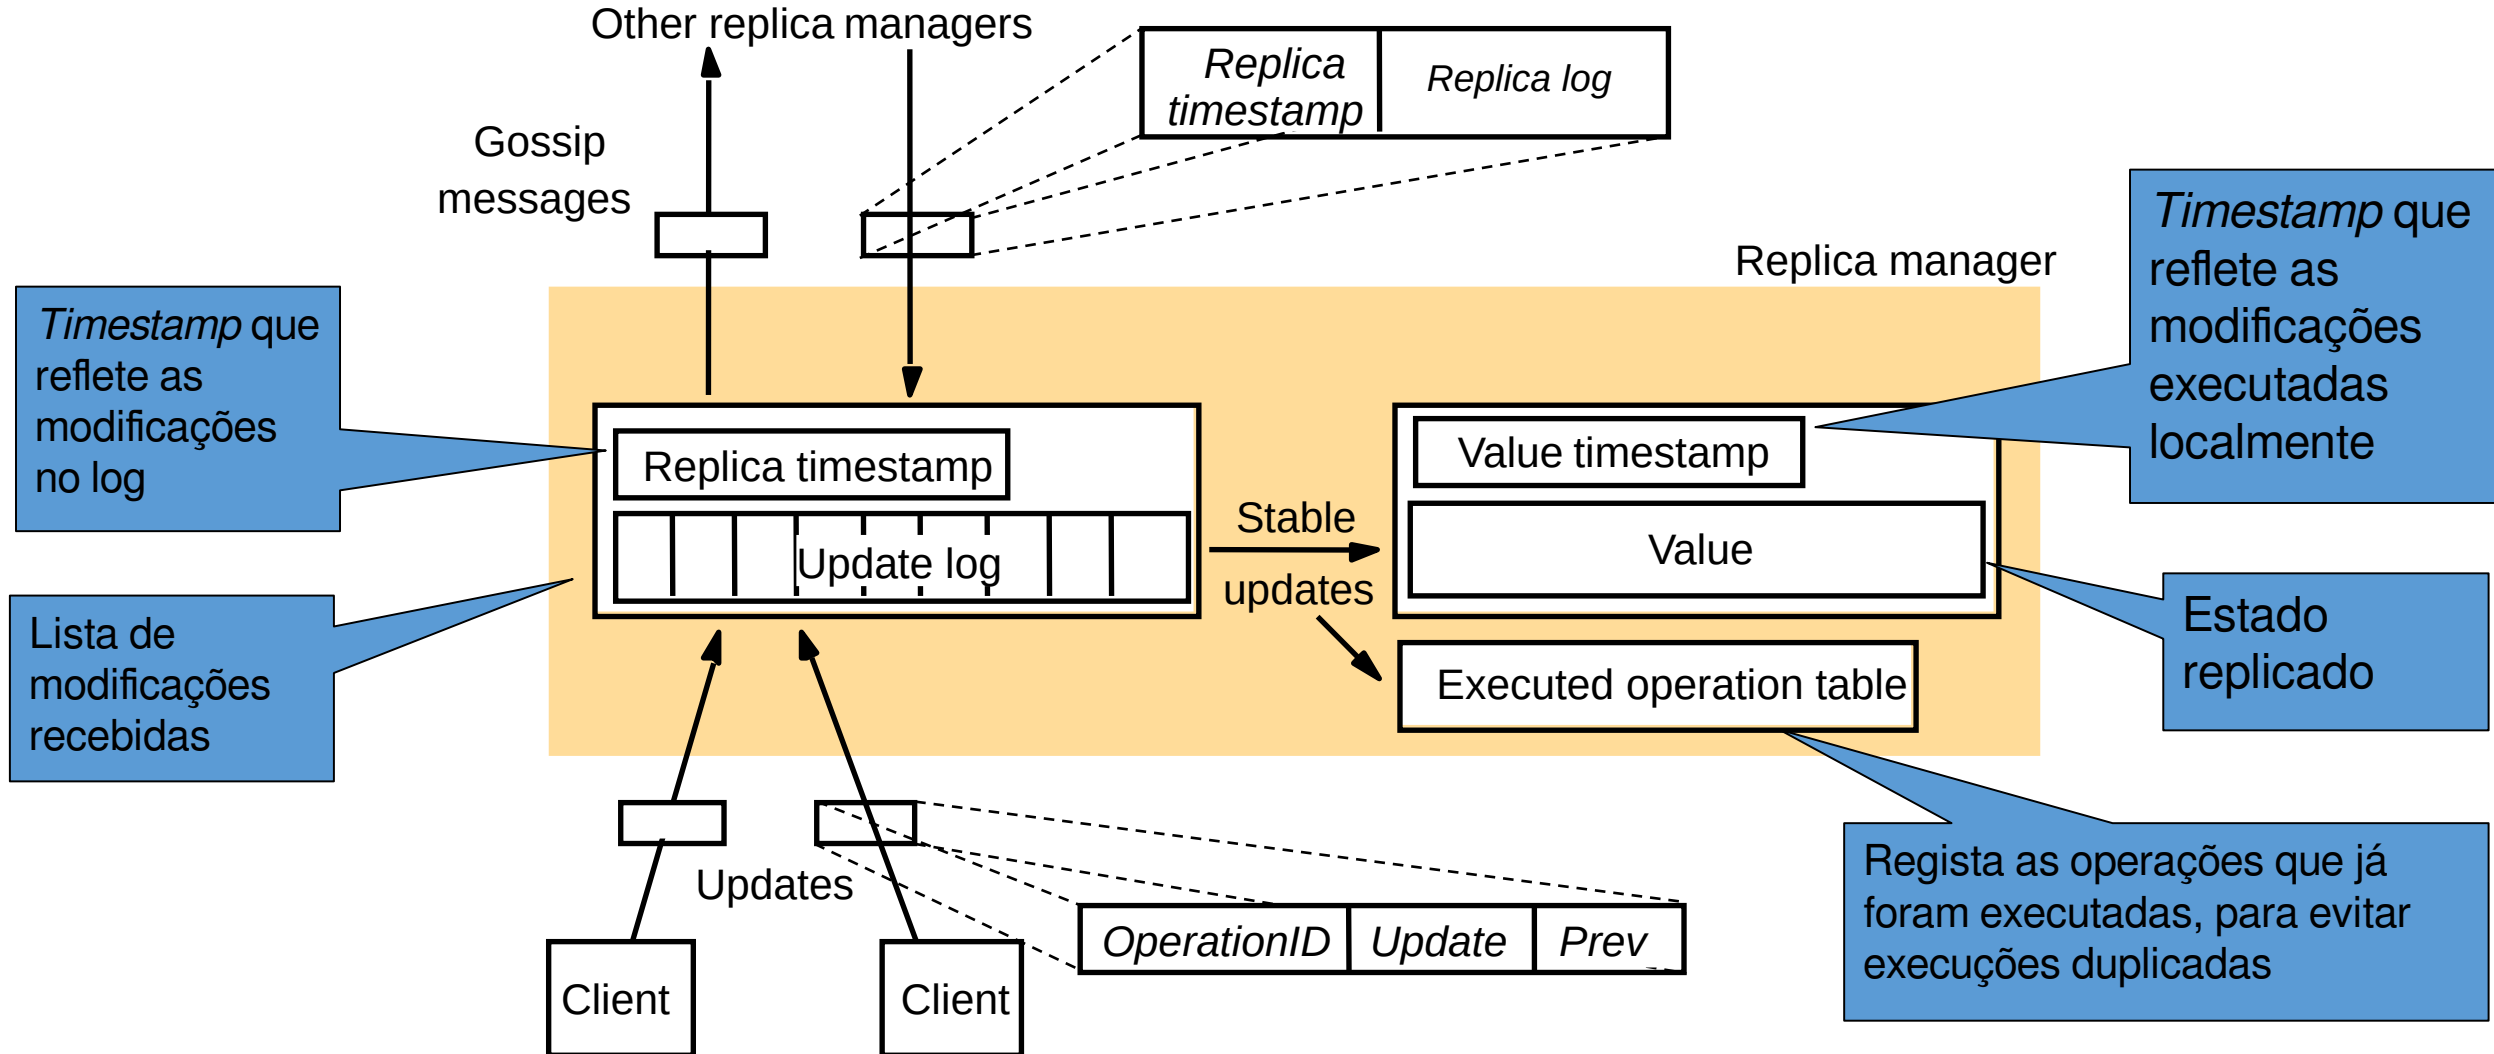 Other replica managers
Replica
timestamp
Replica log
Gossip
messages
Replica manager
Timestamp que
reflete as
modificações
executadas
localmente
Timestamp que
reflete as
modificações
no log
Replica timestamp
Update log
Stable
updates
Value timestamp
Value
Executed operation table
Lista de
modificações
recebidas
Estado
replicado
Updates
OperationID
Update
Prev
Client
Client
Regista as operações que já
foram executadas, para evitar
execuções duplicadas